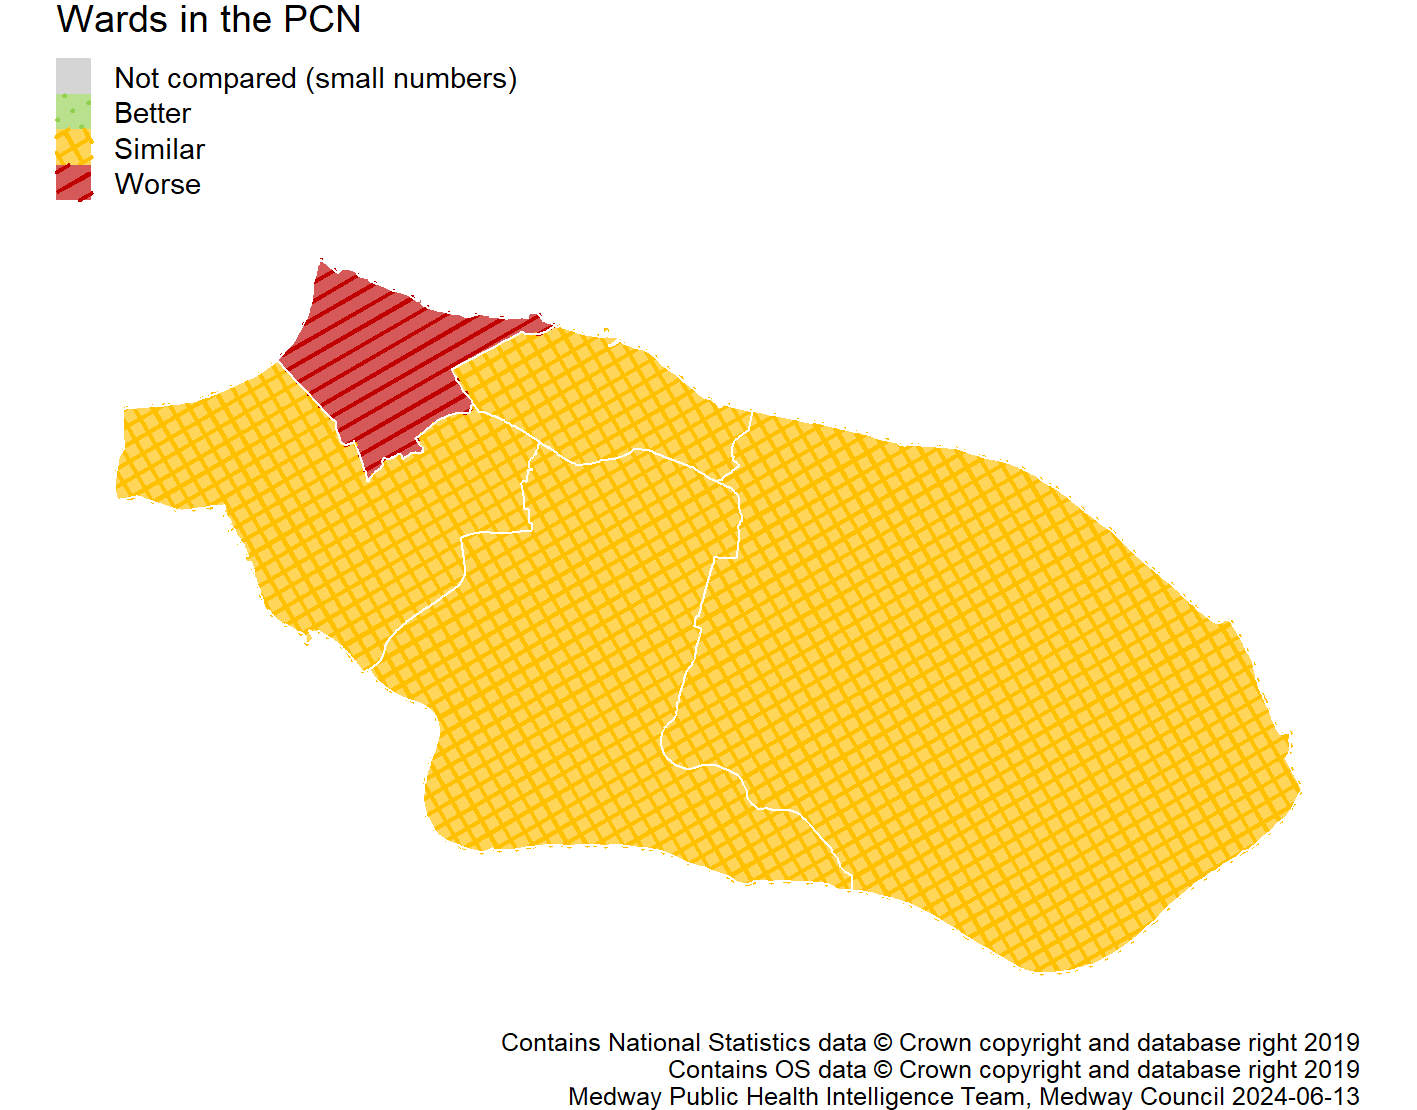 Wards in the PCN
Not compared (small numbers)
Better
Similar
Worse
Contains National Statistics data © Crown copyright and database right 2019
Contains OS data © Crown copyright and database right 2019
Medway Public Health Intelligence Team, Medway Council 2024-06-13